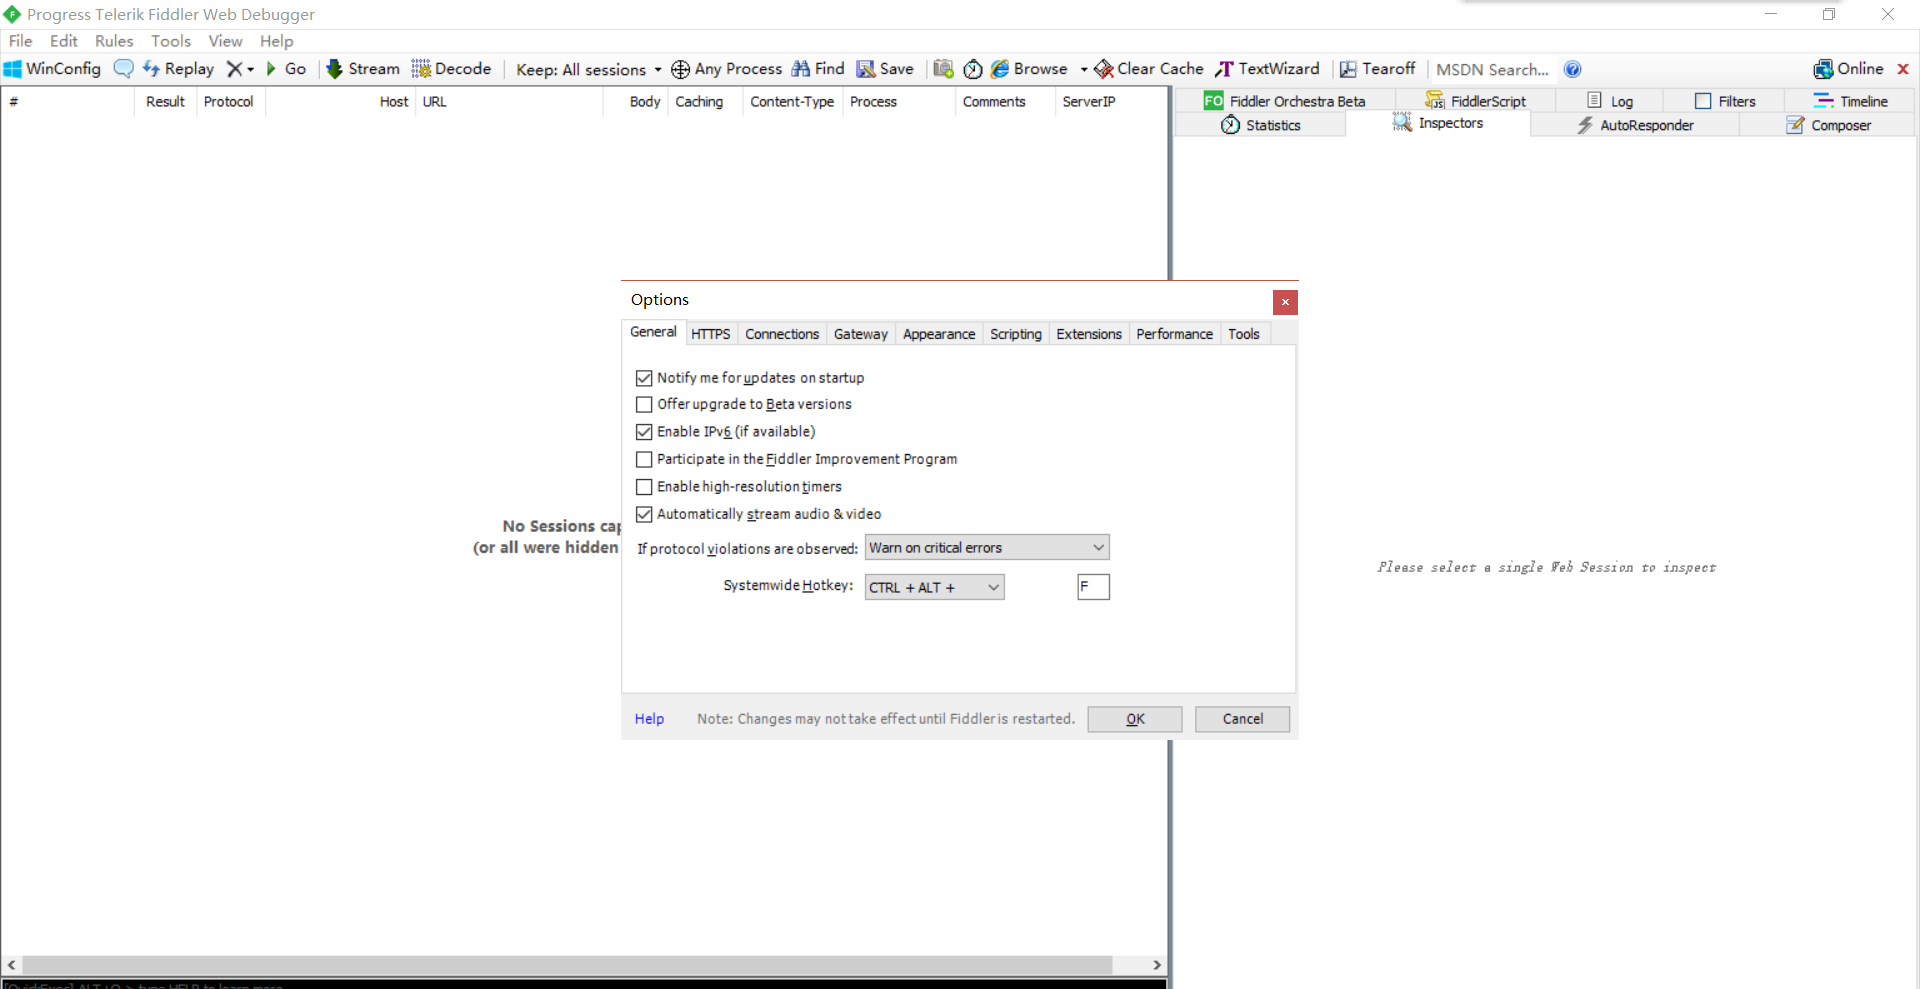 Progress Telerik Fiddler Web Debugger
File Edit Rules Tools View Help
WinConfig Replay Go Stream Decode Keep: All sessions Any Process Find Save Browse Clear Cache TextWizard Tearoff MSDN Search... Online
# Result Protocol Host URL Body Caching Content-Type Process Comments ServerIP
FO Fiddler Orchestra Beta FiddlerScript Log Filters Timeline
Statistics Inspectors AutoResponder Composer
Options
General HTTPS Connections Gateway Appearance Scripting Extensions Performance Tools
Notify me for updates on startup
Offer upgrade to Beta versions
Enable IPv6 (if available)
Participate in the Fiddler Improvement Program
Enable high-resolution timers
Automatically stream audio & video
No Sessions cap
(or all were hidden
If protocol violations are observed: Warn on critical errors
Please select a single Web Session to inspect
Systemwide Hotkey: CTRL + ALT + F
Help Note: Changes may not take effect until Fiddler is restarted. OK Cancel
[QuickExec] ALT+Q > type HELP to learn more